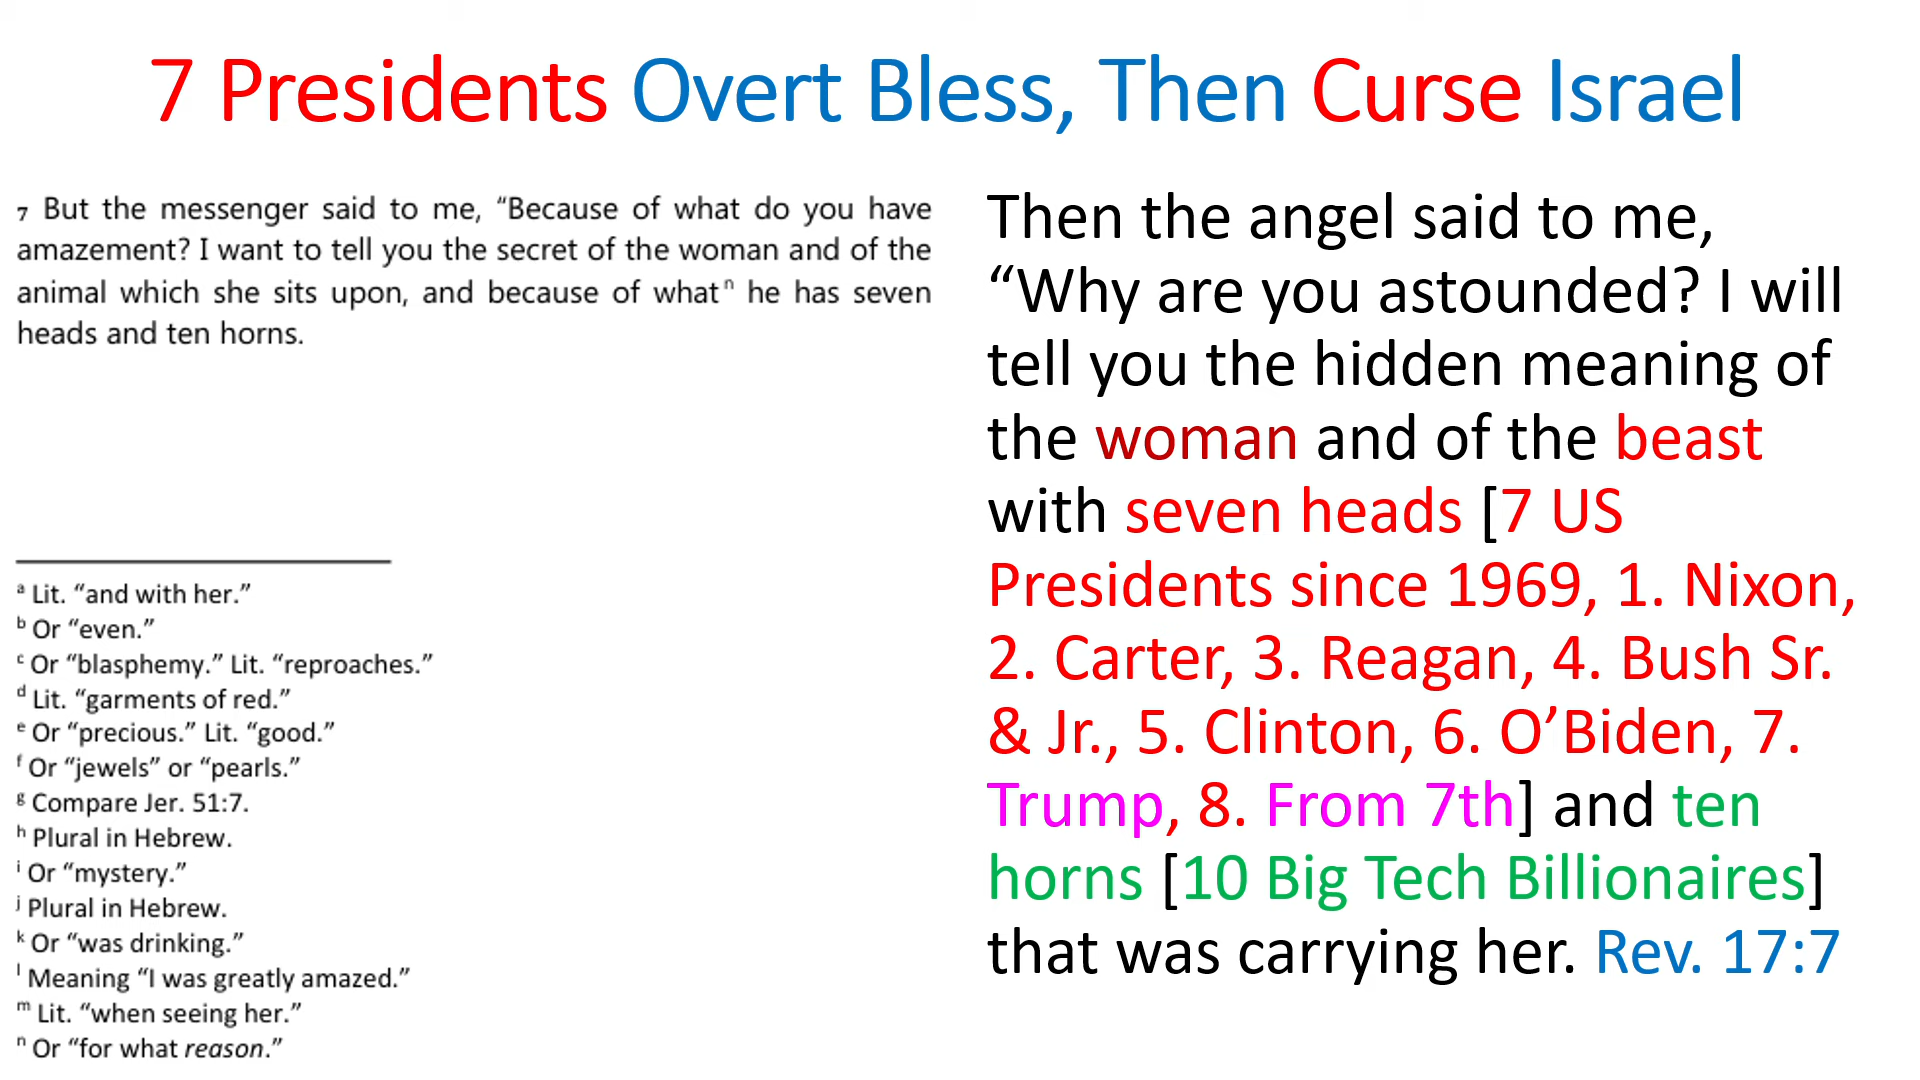 7 Presidents Overt Bless, Then Curse Israel
7 But the messenger said to me, “Because of what do you have
amazement? I want to tell you the secret of the woman and of the
animal which she sits upon, and because of what ⁿ he has seven
heads and ten horns.
ᵃ Lit. “and with her.”
ᵇ Or “even.”
ᶜ Or “blasphemy.” Lit. “reproaches.”
ᵈ Lit. “garments of red.”
ᵉ Or “precious.” Lit. “good.”
ᶠ Or “jewels” or “pearls.”
ᵍ Compare Jer. 51:7.
ʰ Plural in Hebrew.
ⁱ Or “mystery.”
ʲ Plural in Hebrew.
ᵏ Or “was drinking.”
ˡ Meaning “I was greatly amazed.”
ᵐ Lit. “when seeing her.”
ⁿ Or “for what reason.”
Then the angel said to me,
“Why are you astounded? I will
tell you the hidden meaning of
the woman and of the beast
with seven heads [7 US
Presidents since 1969, 1. Nixon,
2. Carter, 3. Reagan, 4. Bush Sr.
& Jr., 5. Clinton, 6. O’Biden, 7.
Trump, 8. From 7th] and ten
horns [10 Big Tech Billionaires]
that was carrying her. Rev. 17:7